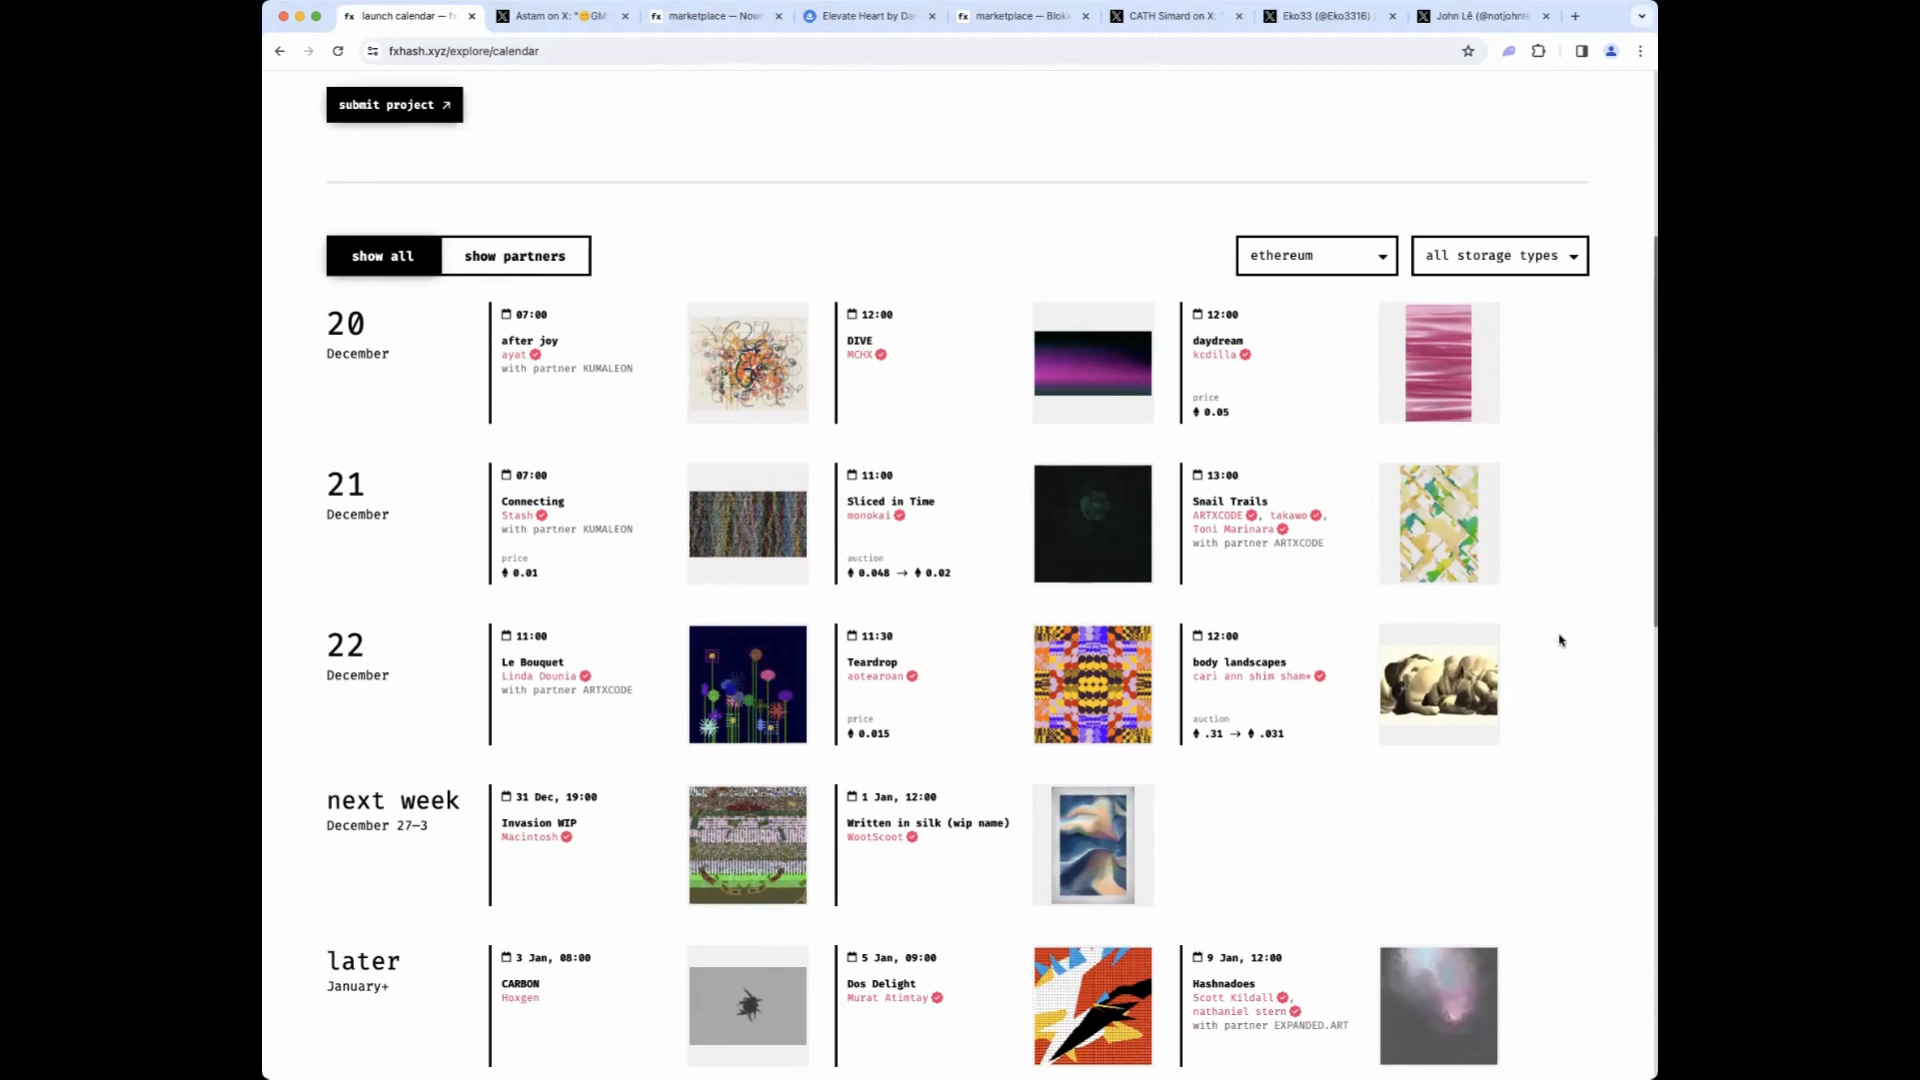 launch calendar — f
Astam on X: "🤗GM
marketplace — Now
Elevate Heart by Da
marketplace — Blok
CATH Simard on X: "
Eko33 (@Eko3316) /
John Lê (@notjohnl
fxhash.xyz/explore/calendar
submit project ↗
show all
show partners
ethereum
all storage types
20
December
07:00
after joy
ayat
with partner KUMALEON
12:00
DIVE
MCHX
12:00
daydream
kcdilla
price
0.05
21
December
07:00
Connecting
Stash
with partner KUMALEON
price
0.01
11:00
Sliced in Time
monokai
auction
0.048 → 0.02
13:00
Snail Trails
ARTXCODE, takawo,
Toni Marinara
with partner ARTXCODE
22
December
11:00
Le Bouquet
Linda Dounia
with partner ARTXCODE
11:30
Teardrop
aotearoan
price
0.015
12:00
body landscapes
cari ann shim sham*
auction
.31 → .031
next week
December 27—3
31 Dec, 19:00
Invasion WIP
Macintosh
1 Jan, 12:00
Written in silk (wip name)
WootScoot
later
January+
3 Jan, 08:00
CARBON
Hoxgen
5 Jan, 09:00
Dos Delight
Murat Atimtay
9 Jan, 12:00
Hashnadoes
Scott Kildall,
nathaniel stern
with partner EXPANDED.ART